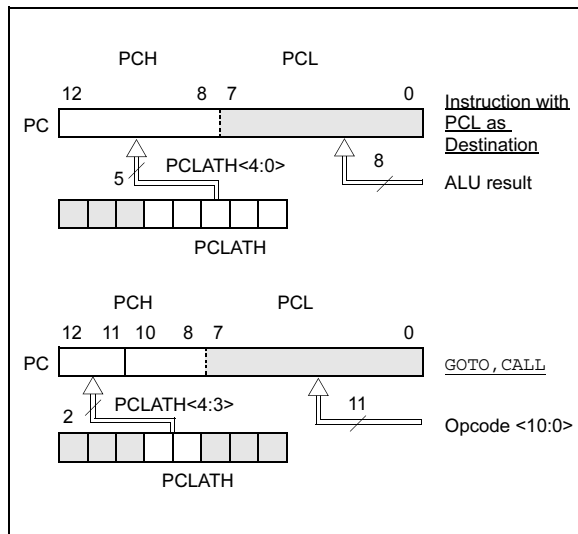 PCH PCL
12 8 7 0
PC
Instruction with
PCL as
Destination
5 PCLATH<4:0> 8
ALU result
PCLATH
PCH PCL
12 11 10 8 7 0
PC
GOTO, CALL
2 PCLATH<4:3> 11
Opcode <10:0>
PCLATH